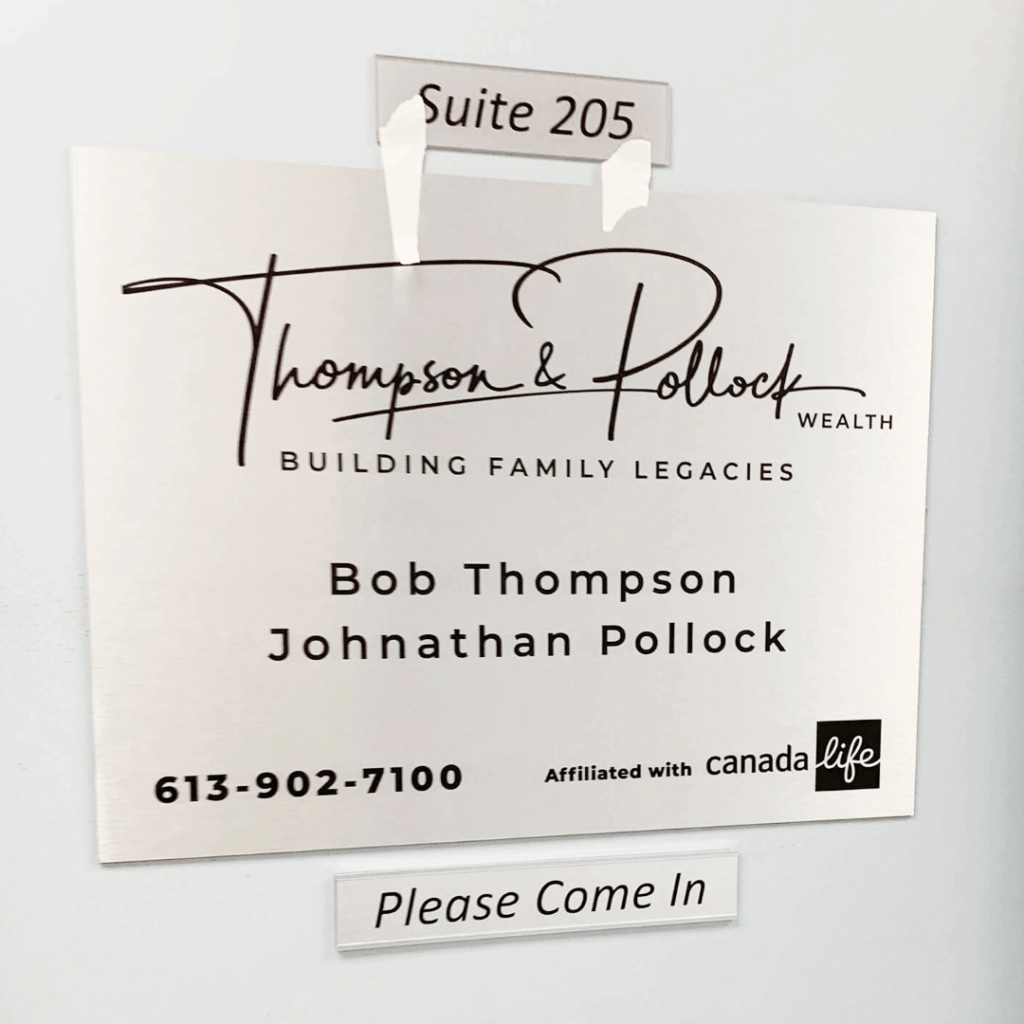 Suite 205
Thompson & Pollock
WEALTH
BUILDING FAMILY LEGACIES
Bob Thompson
Johnathan Pollock
613-902-7100
Affiliated with canada life
Please Come In